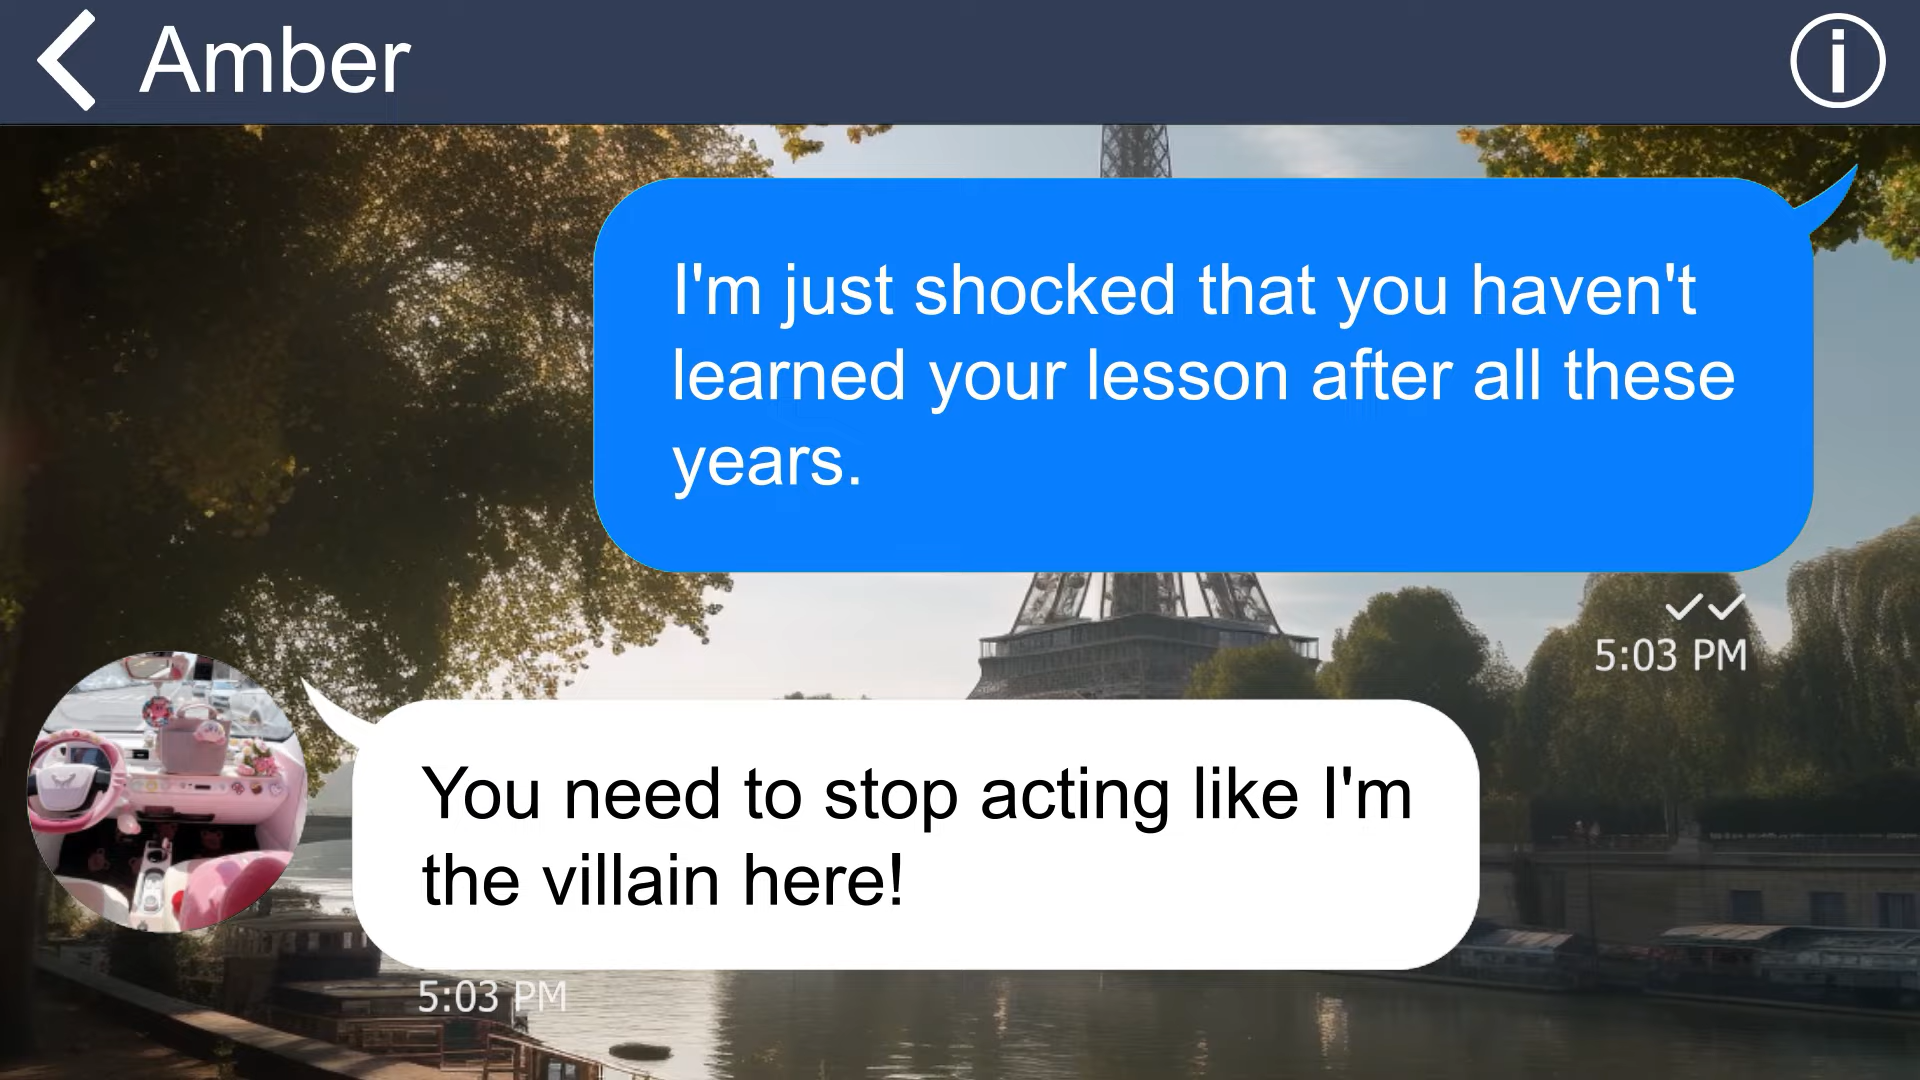 Amber
I'm just shocked that you haven't
learned your lesson after all these
years.
5:03 PM
You need to stop acting like I'm
the villain here!
5:03 PM